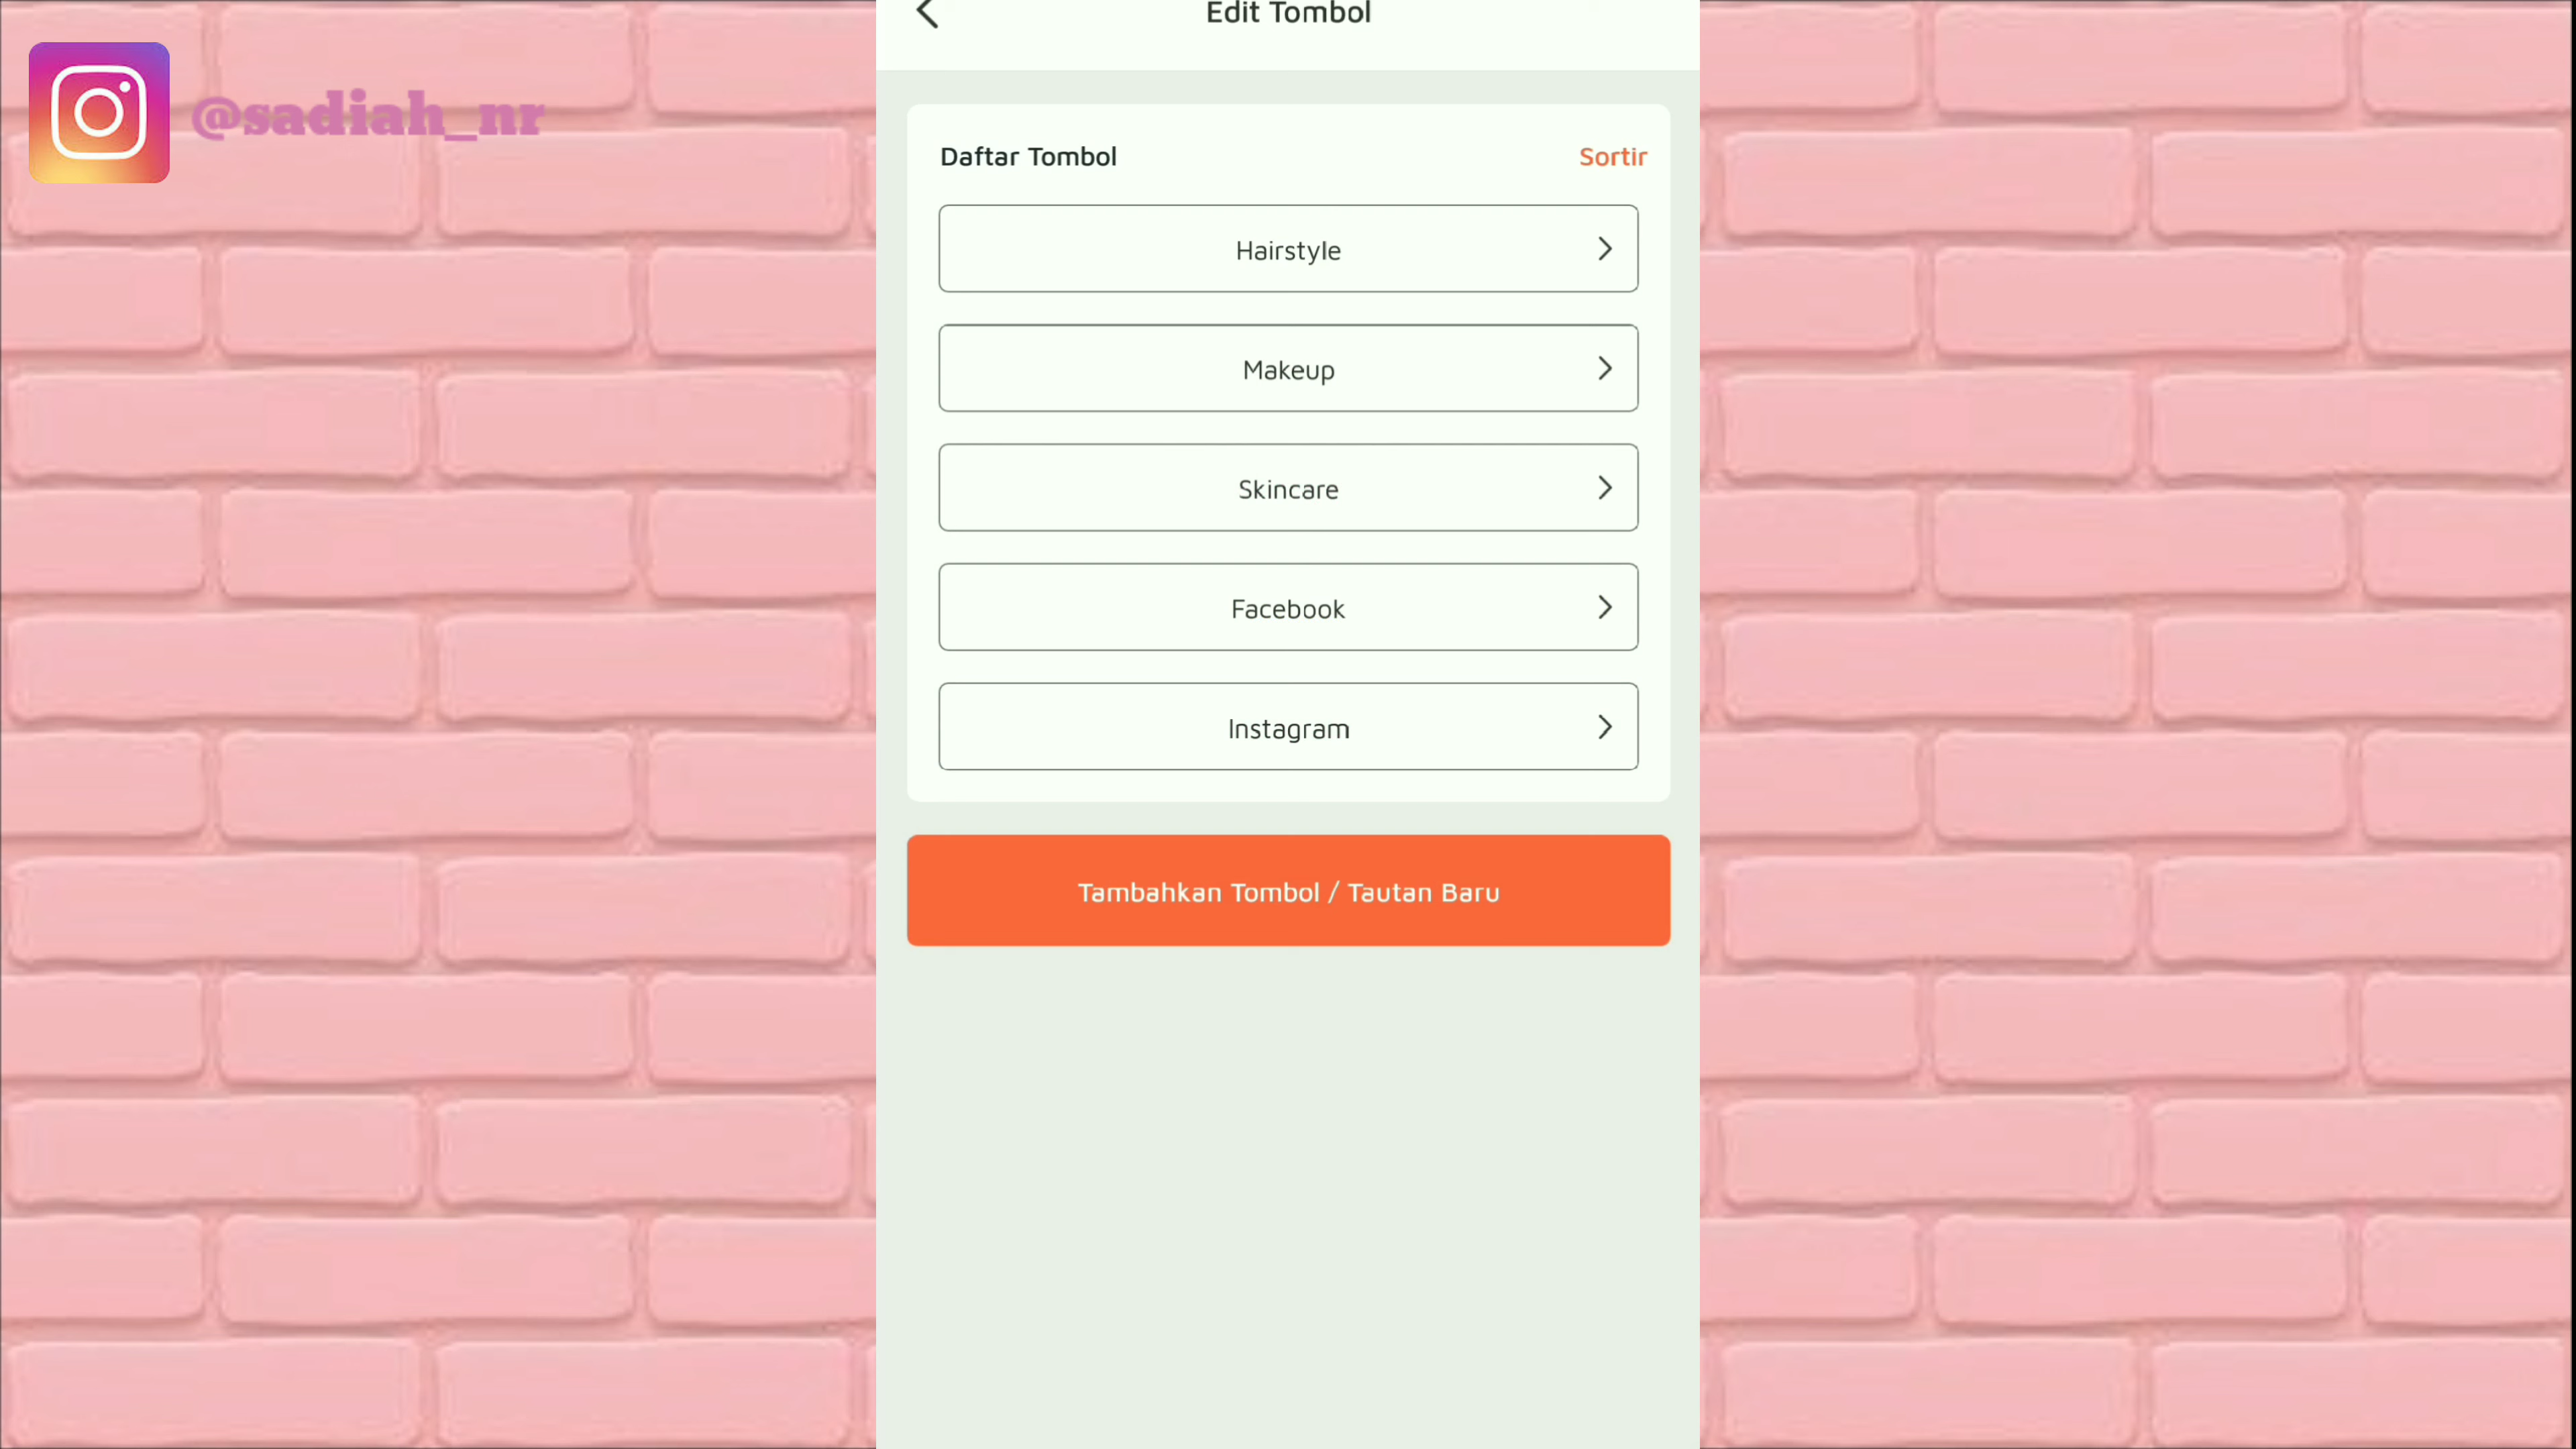 Edit Tombol
@sadiah_nr
Daftar Tombol
Sortir
Hairstyle
Makeup
Skincare
Facebook
Instagram
Tambahkan Tombol / Tautan Baru